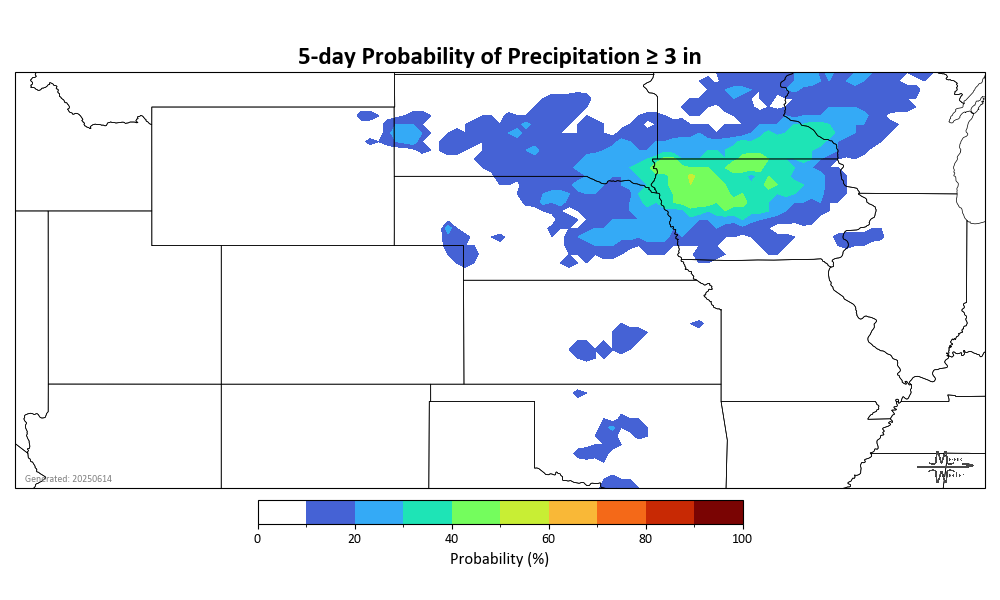 5-day Probability of Precipitation ≥ 3 in
Generated: 20250614
0 20 40 60 80 100
Probability (%)